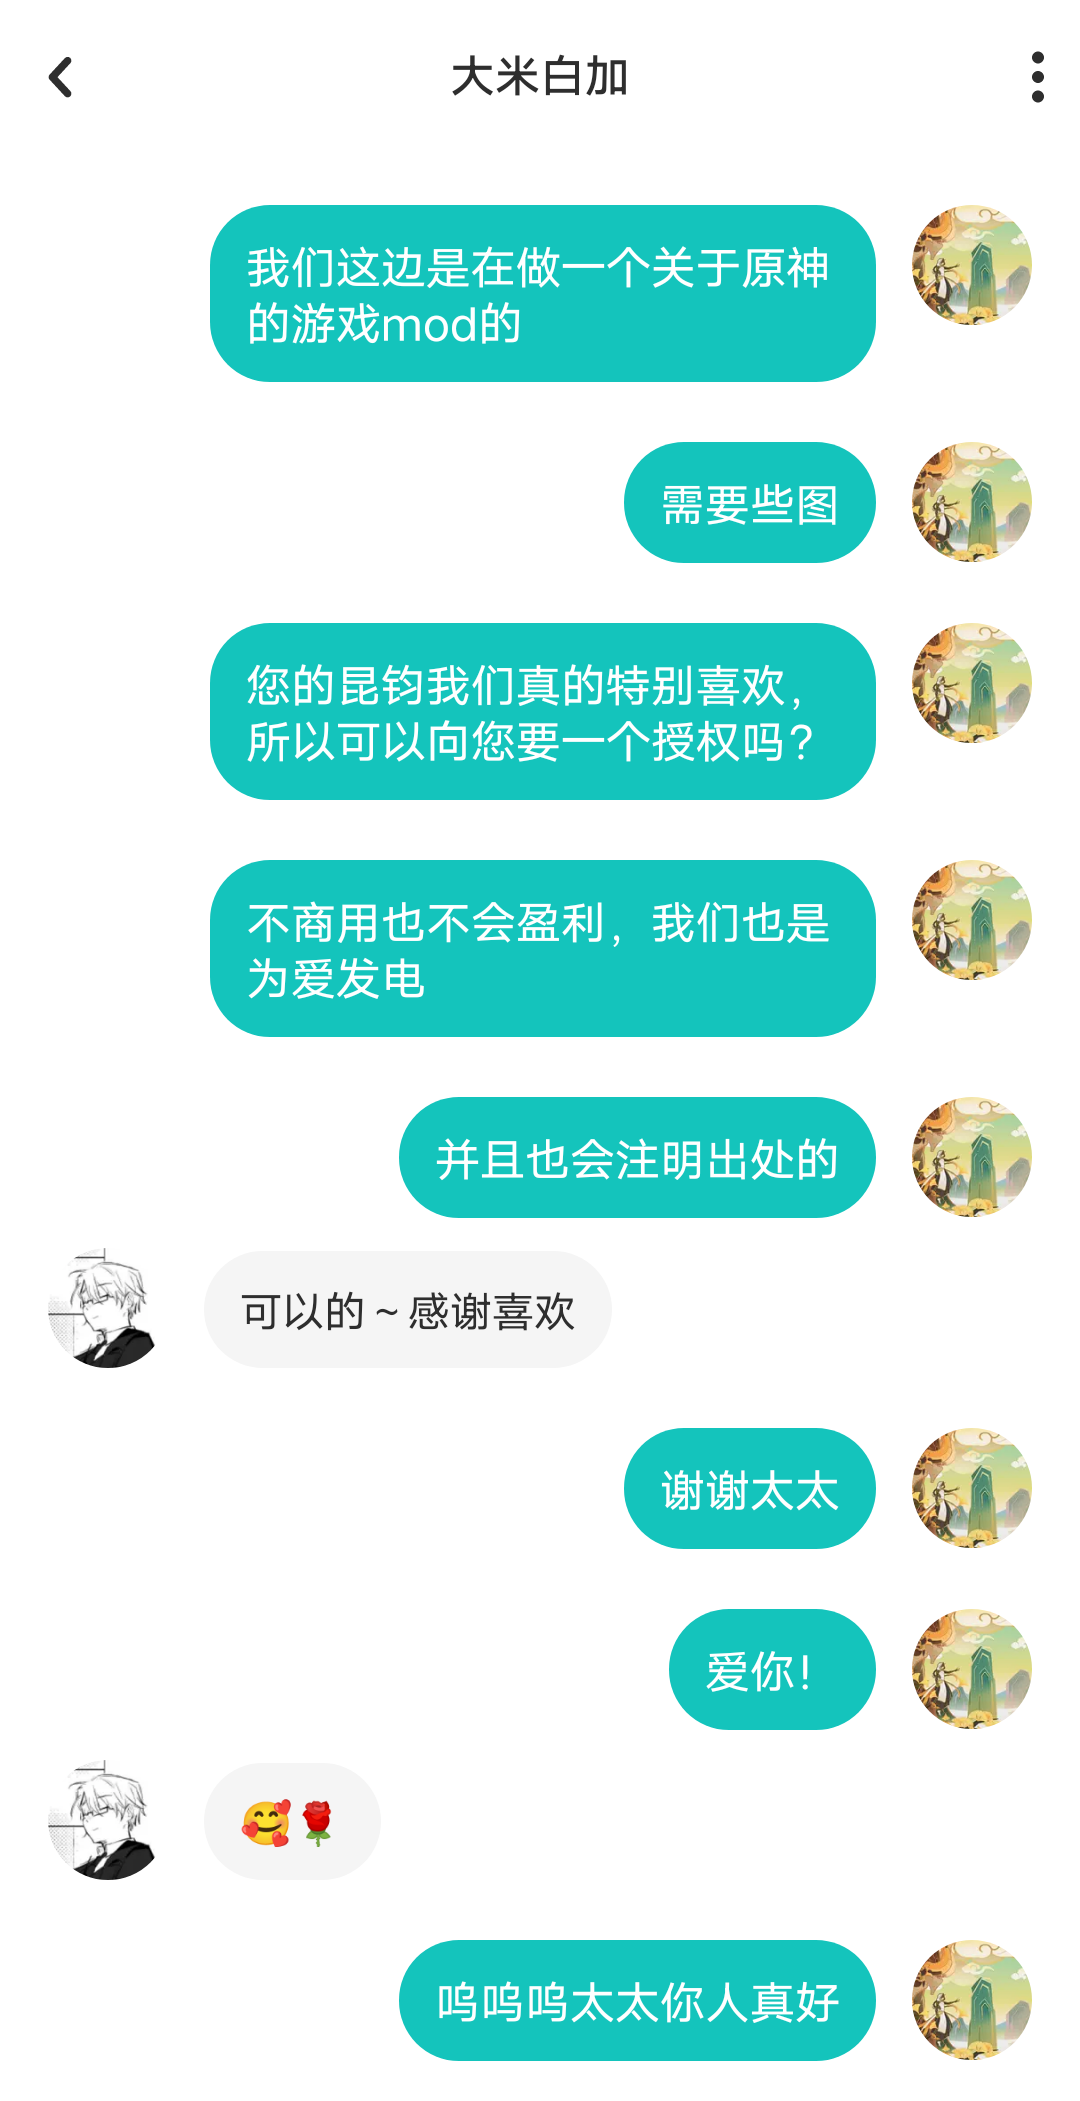 大米白加
我们这边是在做一个关于原神
的游戏mod的
需要些图
您的昆钧我们真的特别喜欢，
所以可以向您要一个授权吗？
不商用也不会盈利，我们也是
为爱发电
并且也会注明出处的
可以的～感谢喜欢
谢谢太太
爱你！
🥰🌹
呜呜呜太太你人真好